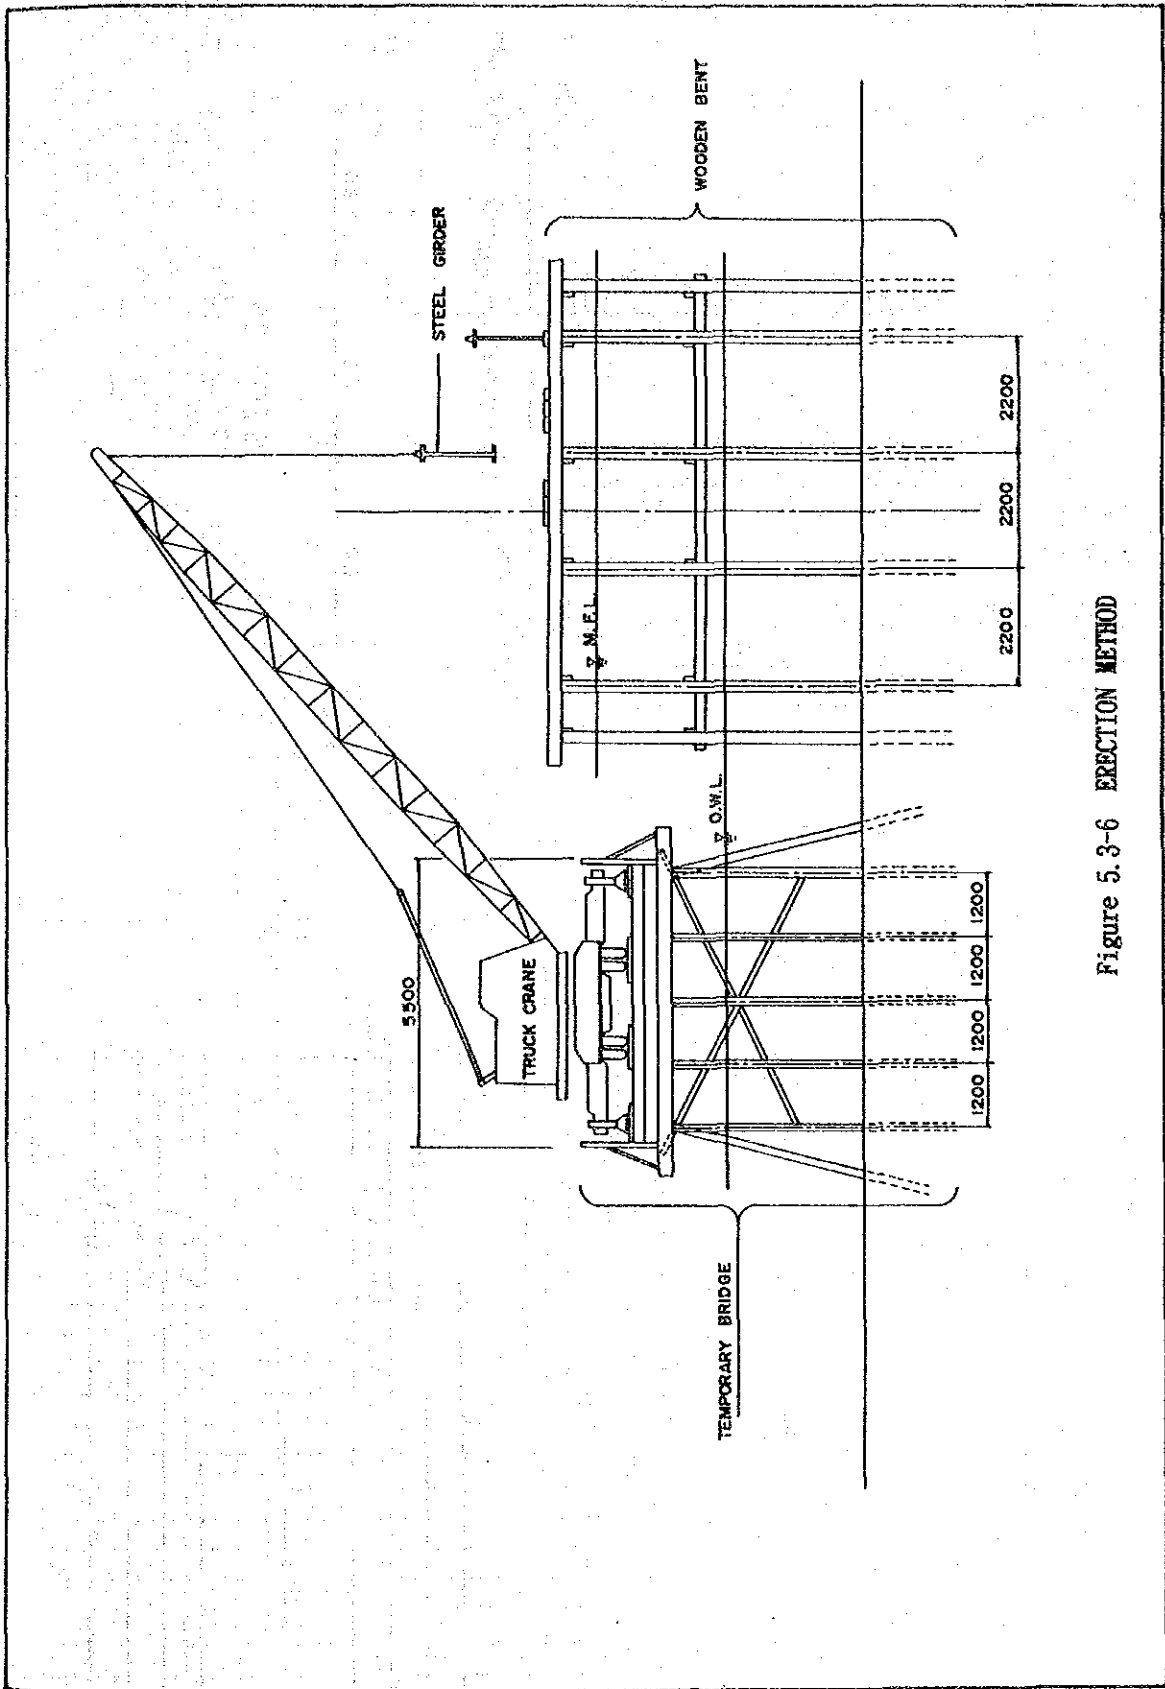 5500
STEEL GIRDER
WOODEN BENT
TRUCK CRANE
M.F.L.
O.W.L.
TEMPORARY BRIDGE
1200
1200
1200
1200
2200
2200
2200
Figure 5.3-6 ERECTION METHOD